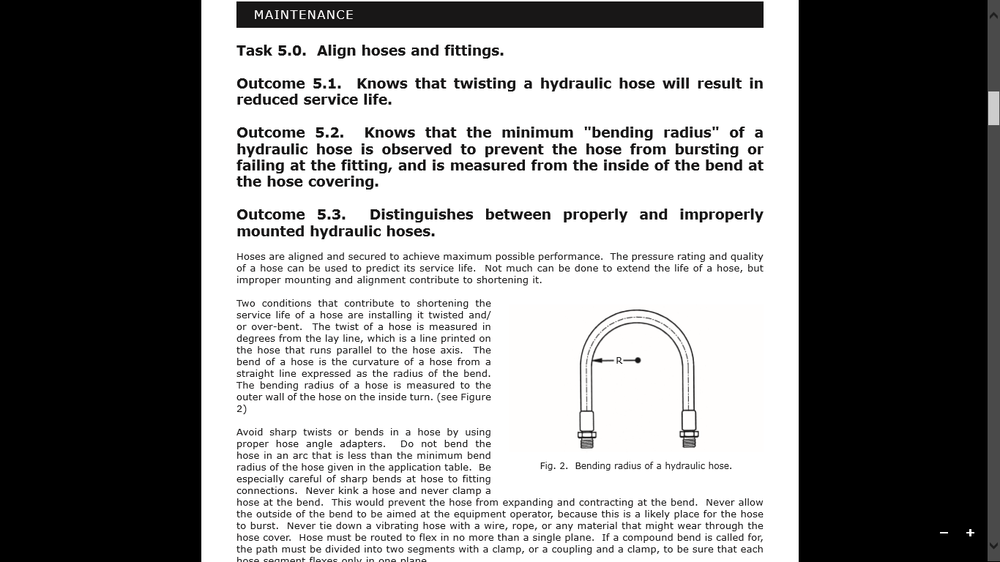 MAINTENANCE
Task 5.0. Align hoses and fittings.
Outcome 5.1. Knows that twisting a hydraulic hose will result in
reduced service life.
Outcome 5.2. Knows that the minimum "bending radius" of a
hydraulic hose is observed to prevent the hose from bursting or
failing at the fitting, and is measured from the inside of the bend at
the hose covering.
Outcome 5.3. Distinguishes between properly and improperly
mounted hydraulic hoses.
Hoses are aligned and secured to achieve maximum possible performance. The pressure rating and quality
of a hose can be used to predict its service life. Not much can be done to extend the life of a hose, but
improper mounting and alignment contribute to shortening it.
Two conditions that contribute to shortening the
service life of a hose are installing it twisted and/
or over-bent. The twist of a hose is measured in
degrees from the lay line, which is a line printed on
the hose that runs parallel to the hose axis. The
bend of a hose is the curvature of a hose from a
straight line expressed as the radius of the bend.
The bending radius of a hose is measured to the
outer wall of the hose on the inside turn. (see Figure
2)
R
Fig. 2. Bending radius of a hydraulic hose.
Avoid sharp twists or bends in a hose by using
proper hose angle adapters. Do not bend the
hose in an arc that is less than the minimum bend
radius of the hose given in the application table. Be
especially careful of sharp bends at hose to fitting
connections. Never kink a hose and never clamp a
hose at the bend. This would prevent the hose from expanding and contracting at the bend. Never allow
the outside of the bend to be aimed at the equipment operator, because this is a likely place for the hose
to burst. Never tie down a vibrating hose with a wire, rope, or any material that might wear through the
hose cover. Hose must be routed to flex in no more than a single plane. If a compound bend is called for,
the path must be divided into two segments with a clamp, or a coupling and a clamp, to be sure that each
hose segment flexes only in one plane.